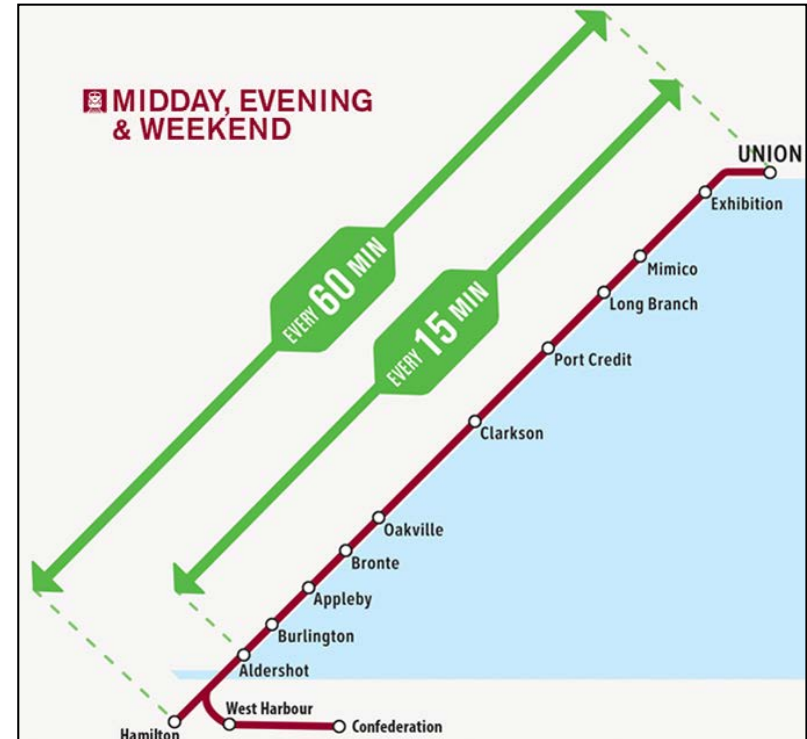 MIDDAY, EVENING
& WEEKEND
UNION
Exhibition
Mimico
Long Branch
Port Credit
Clarkson
EVERY 60 MIN
EVERY 15 MIN
Oakville
Bronte
Appleby
Burlington
Aldershot
West Harbour
Confederation
Hamilton